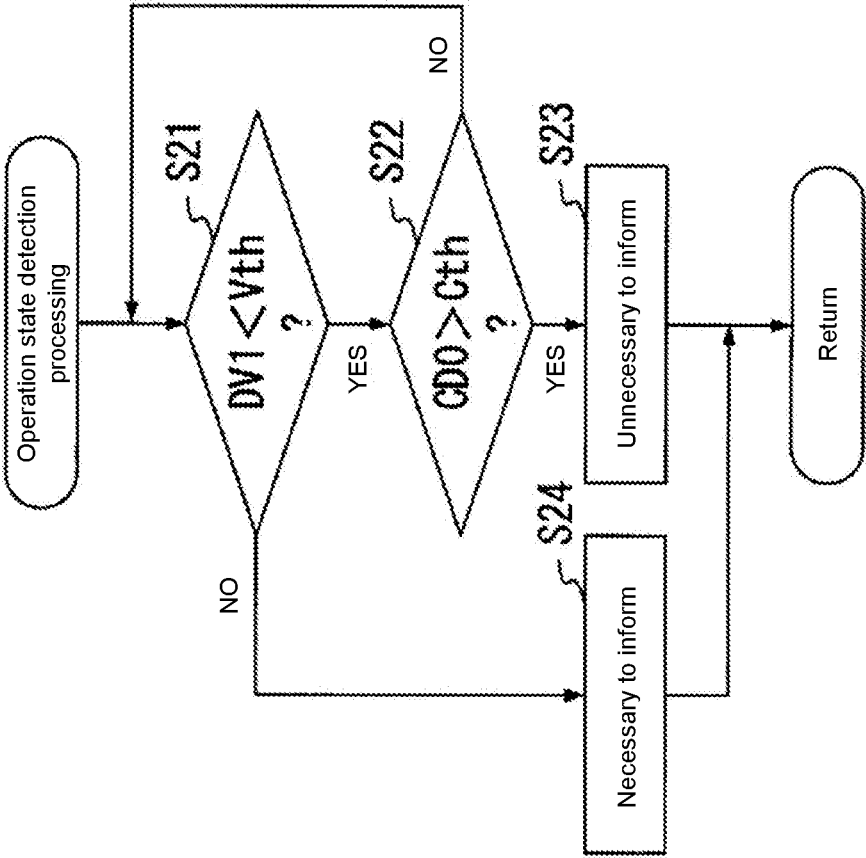 Operation state detection
processing
S21
DV1<Vth
?
NO
YES
S22
CD0>Cth
?
NO
YES
S23
Unnecessary to inform
S24
Necessary to inform
Return